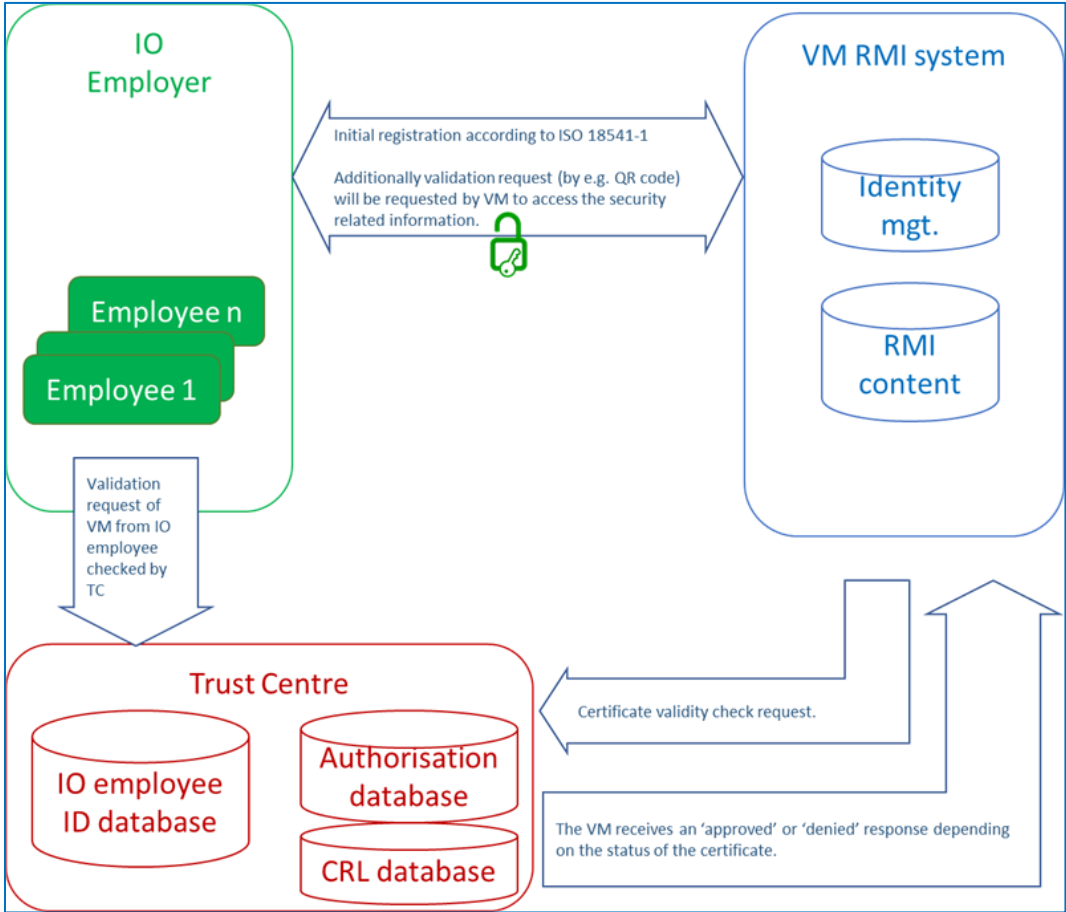 IO
Employer
VM RMI system
Initial registration according to ISO 18541-1
Additionally validation request (by e.g. QR code)
will be requested by VM to access the security
related information.
Identity
mgt.
RMI
content
Employee n
Employee 1
Validation
request of
VM from IO
employee
checked by
TC
Trust Centre
IO employee
ID database
Authorisation
database
CRL database
Certificate validity check request.
The VM receives an ‘approved’ or ‘denied’ response depending
on the status of the certificate.